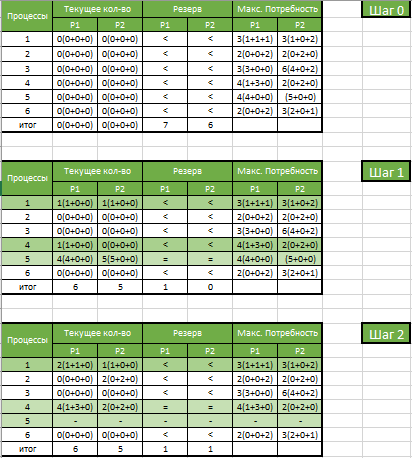 Процессы Текущее кол-во Резерв Макс. Потребность Шаг 0
P1 P2 P1 P2 P1 P2
1 0(0+0+0) 0(0+0+0) < < 3(1+1+1) 3(1+0+2)
2 0(0+0+0) 0(0+0+0) < < 2(0+0+2) 2(0+2+0)
3 0(0+0+0) 0(0+0+0) < < 3(3+0+0) 6(4+0+2)
4 0(0+0+0) 0(0+0+0) < < 4(1+3+0) 2(0+2+0)
5 0(0+0+0) 0(0+0+0) < < 4(4+0+0) (5+0+0)
6 0(0+0+0) 0(0+0+0) < < 2(0+0+2) 3(2+0+1)
итог 0(0+0+0) 0(0+0+0) 7 6
Процессы Текущее кол-во Резерв Макс. Потребность Шаг 1
P1 P2 P1 P2 P1 P2
1 1(1+0+0) 1(1+0+0) < < 3(1+1+1) 3(1+0+2)
2 0(0+0+0) 0(0+0+0) < < 2(0+0+2) 2(0+2+0)
3 0(0+0+0) 0(0+0+0) < < 3(3+0+0) 6(4+0+2)
4 1(1+0+0) 0(0+0+0) < < 4(1+3+0) 2(0+2+0)
5 4(4+0+0) 5(5+0+0) = = 4(4+0+0) (5+0+0)
6 0(0+0+0) 0(0+0+0) < < 2(0+0+2) 3(2+0+1)
итог 6 5 1 0
Процессы Текущее кол-во Резерв Макс. Потребность Шаг 2
P1 P2 P1 P2 P1 P2
1 2(1+1+0) 1(1+0+0) < < 3(1+1+1) 3(1+0+2)
2 0(0+0+0) 2(0+2+0) < < 2(0+0+2) 2(0+2+0)
3 0(0+0+0) 0(0+0+0) < < 3(3+0+0) 6(4+0+2)
4 4(1+3+0) 2(0+2+0) = = 4(1+3+0) 2(0+2+0)
5 - - - - - -
6 0(0+0+0) 0(0+0+0) < < 2(0+0+2) 3(2+0+1)
итог 6 5 1 1